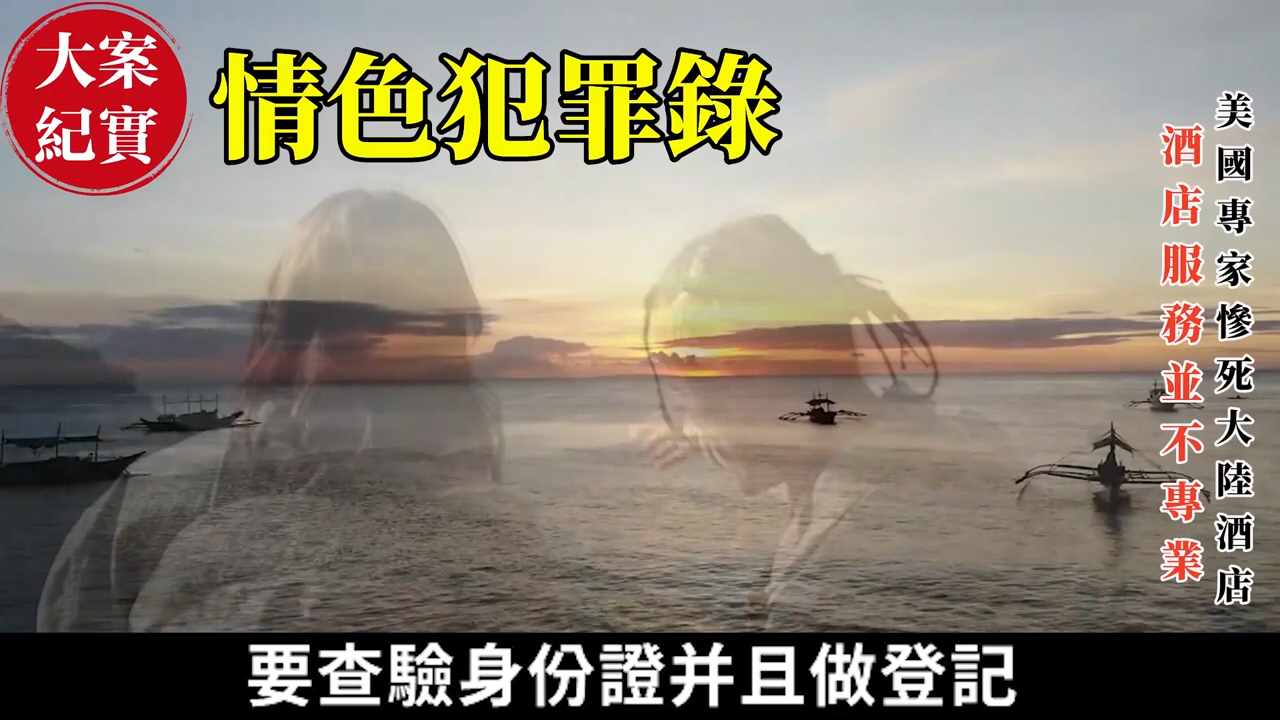 大案
紀實
情色犯罪錄
美國專家慘死大陸酒店
酒店服務並不專業
要查驗身份證并且做登記